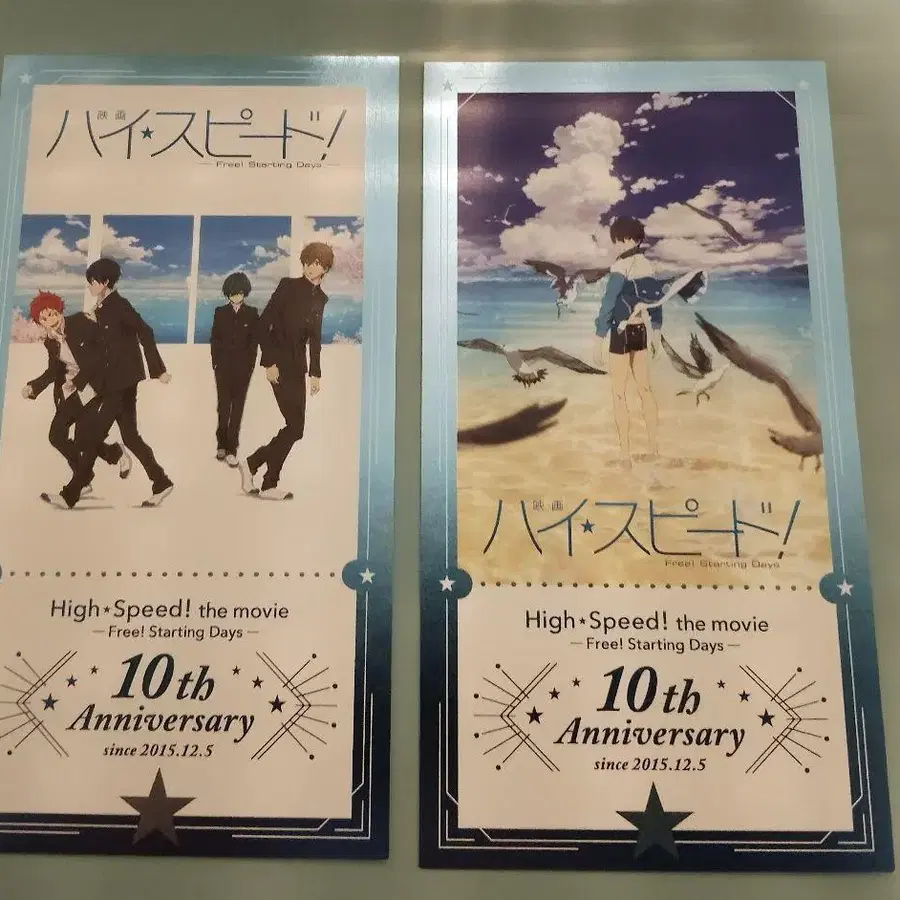 映画
ハイ☆スピード!
Free! Starting Days
High★Speed! the movie
— Free! Starting Days —
10th
Anniversary
since 2015.12.5
映画
ハイ☆スピード!
Free! Starting Days
High★Speed! the movie
— Free! Starting Days —
10th
Anniversary
since 2015.12.5